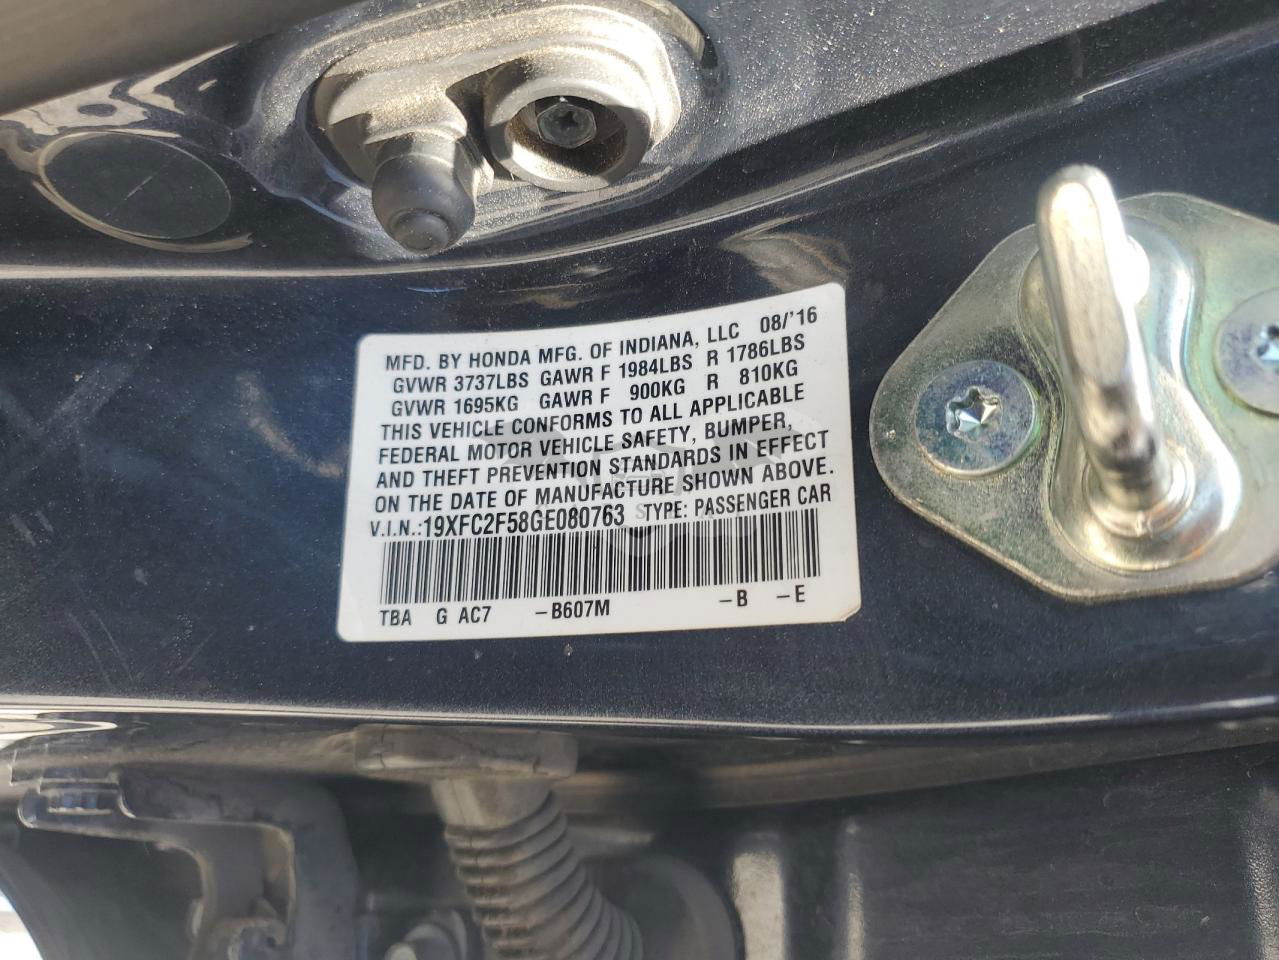 MFD. BY HONDA MFG. OF INDIANA, LLC 08/'16
GVWR 3737LBS GAWR F 1984LBS R 1786LBS
GVWR 1695KG GAWR F 900KG R 810KG
THIS VEHICLE CONFORMS TO ALL APPLICABLE
FEDERAL MOTOR VEHICLE SAFETY, BUMPER,
AND THEFT PREVENTION STANDARDS IN EFFECT
ON THE DATE OF MANUFACTURE SHOWN ABOVE.
V.I.N.:19XFC2F58GE080763 TYPE: PASSENGER CAR
TBA G AC7 -B607M -B -E